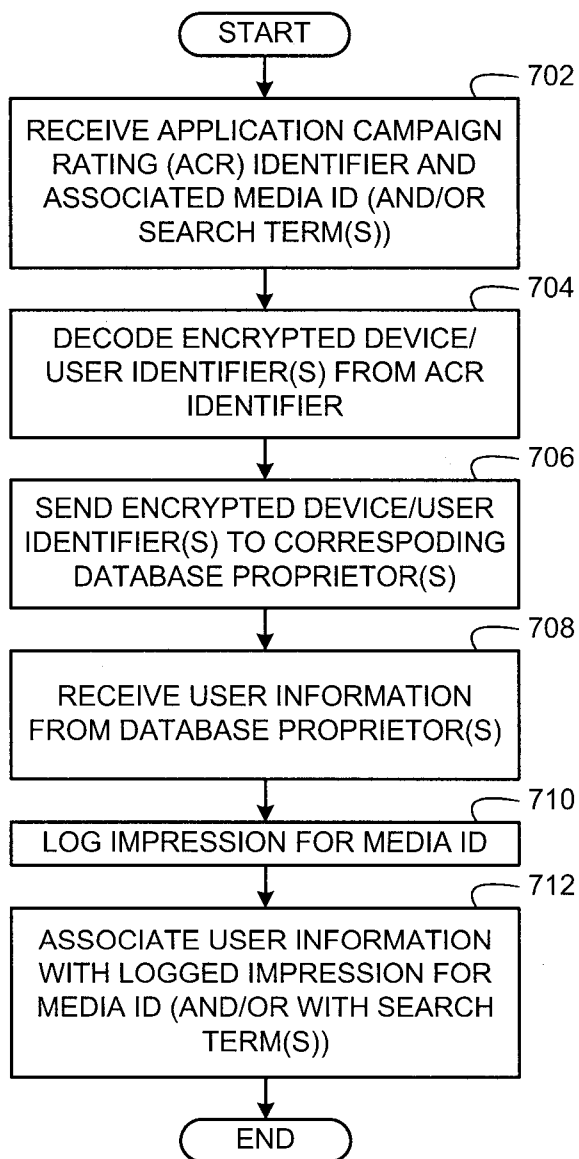 START
702
RECEIVE APPLICATION CAMPAIGN
RATING (ACR) IDENTIFIER AND
ASSOCIATED MEDIA ID (AND/OR
SEARCH TERM(S))
704
DECODE ENCRYPTED DEVICE/
USER IDENTIFIER(S) FROM ACR
IDENTIFIER
706
SEND ENCRYPTED DEVICE/USER
IDENTIFIER(S) TO CORRESPODING
DATABASE PROPRIETOR(S)
708
RECEIVE USER INFORMATION
FROM DATABASE PROPRIETOR(S)
710
LOG IMPRESSION FOR MEDIA ID
712
ASSOCIATE USER INFORMATION
WITH LOGGED IMPRESSION FOR
MEDIA ID (AND/OR WITH SEARCH
TERM(S))
END